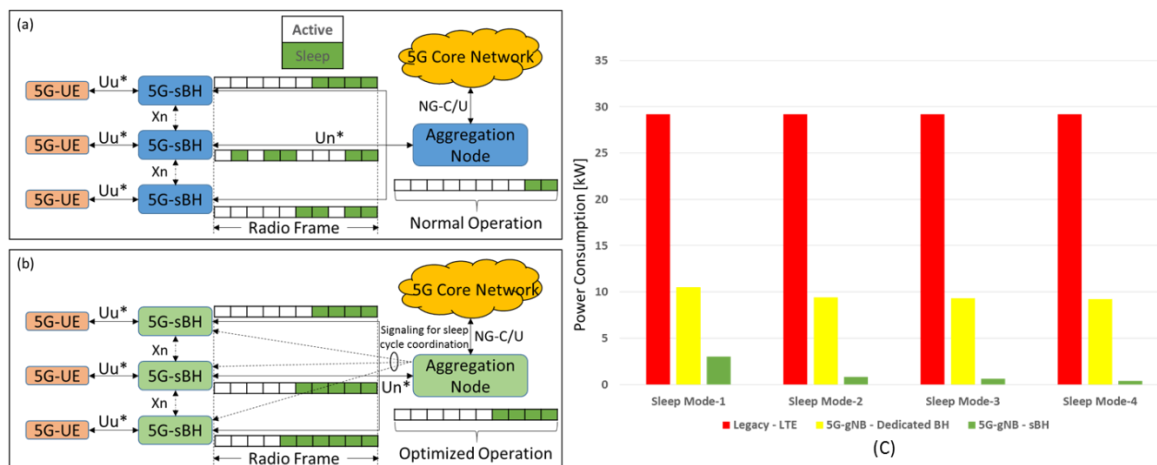 (a)
Active
Sleep
5G Core Network
5G-UE
Uu*
5G-sBH
NG-C/U
Xn
5G-UE
Uu*
5G-sBH
Un*
Aggregation
Node
Xn
5G-UE
Uu*
5G-sBH
Radio Frame
Normal Operation
(b)
5G Core Network
5G-UE
Uu*
5G-sBH
Signaling for sleep
cycle coordination
NG-C/U
Xn
5G-UE
Uu*
5G-sBH
Un*
Aggregation
Node
Xn
5G-UE
Uu*
5G-sBH
Radio Frame
Optimized Operation
Power Consumption [kW]
35
30
25
20
15
10
5
0
Sleep Mode-1
Sleep Mode-2
Sleep Mode-3
Sleep Mode-4
Legacy - LTE
5G-gNB - Dedicated BH
5G-gNB - sBH
(C)